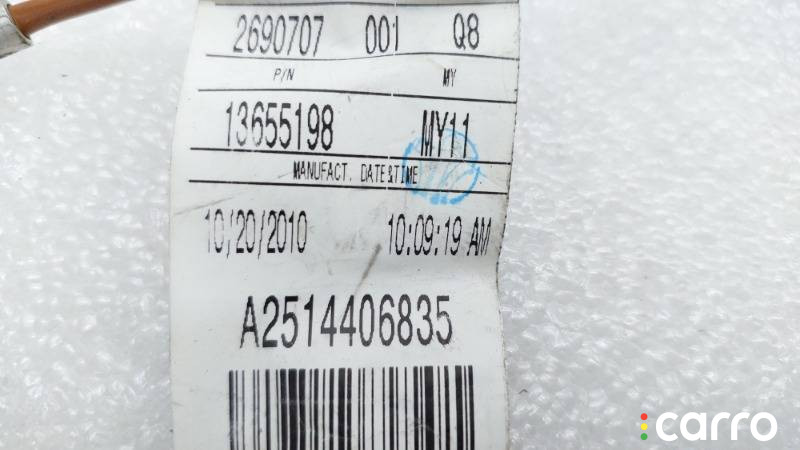 2690707 001 Q8
P/N MY
13655198 MY11
MANUFACT. DATE&TIME
10/20/2010 10:09:19 AM
A2514406835
carro